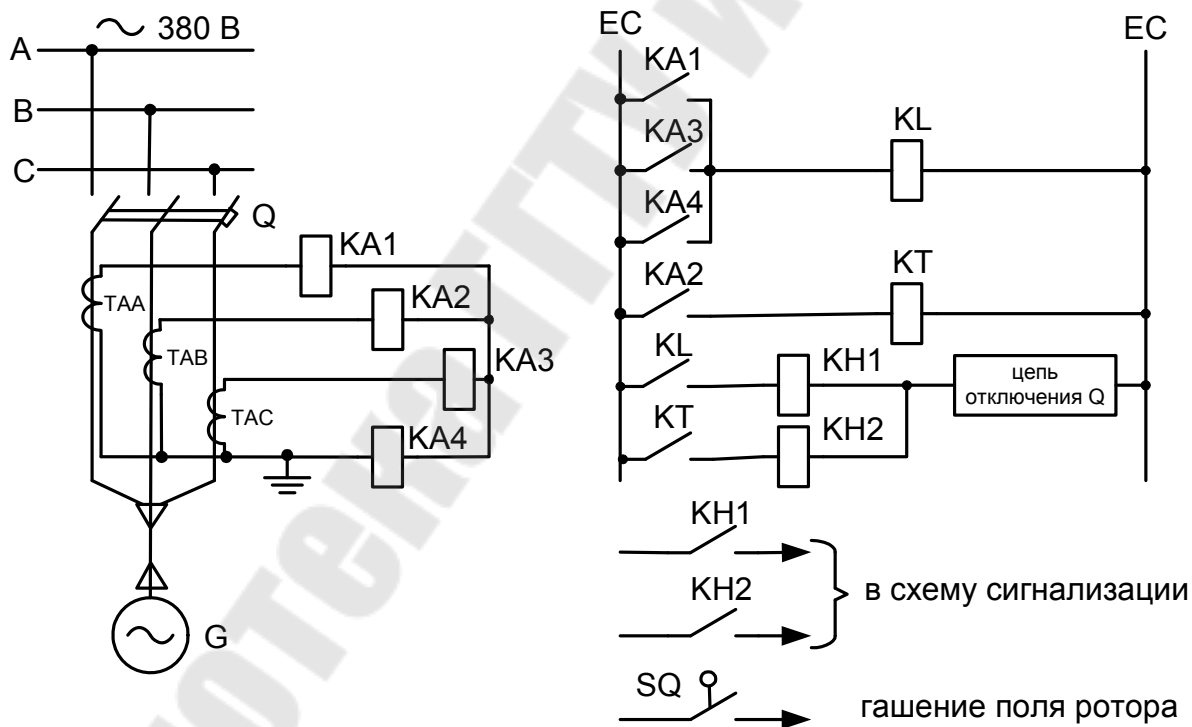 ~ 380 В
A
B
C
Q
KA1
KA2
KA3
KA4
TAA
TAB
TAC
G
EC
EC
KA1
KA3
KL
KA4
KA2
KT
KL
KH1
цепь
отключения Q
KT
KH2
KH1
KH2
в схему сигнализации
SQ
гашение поля ротора